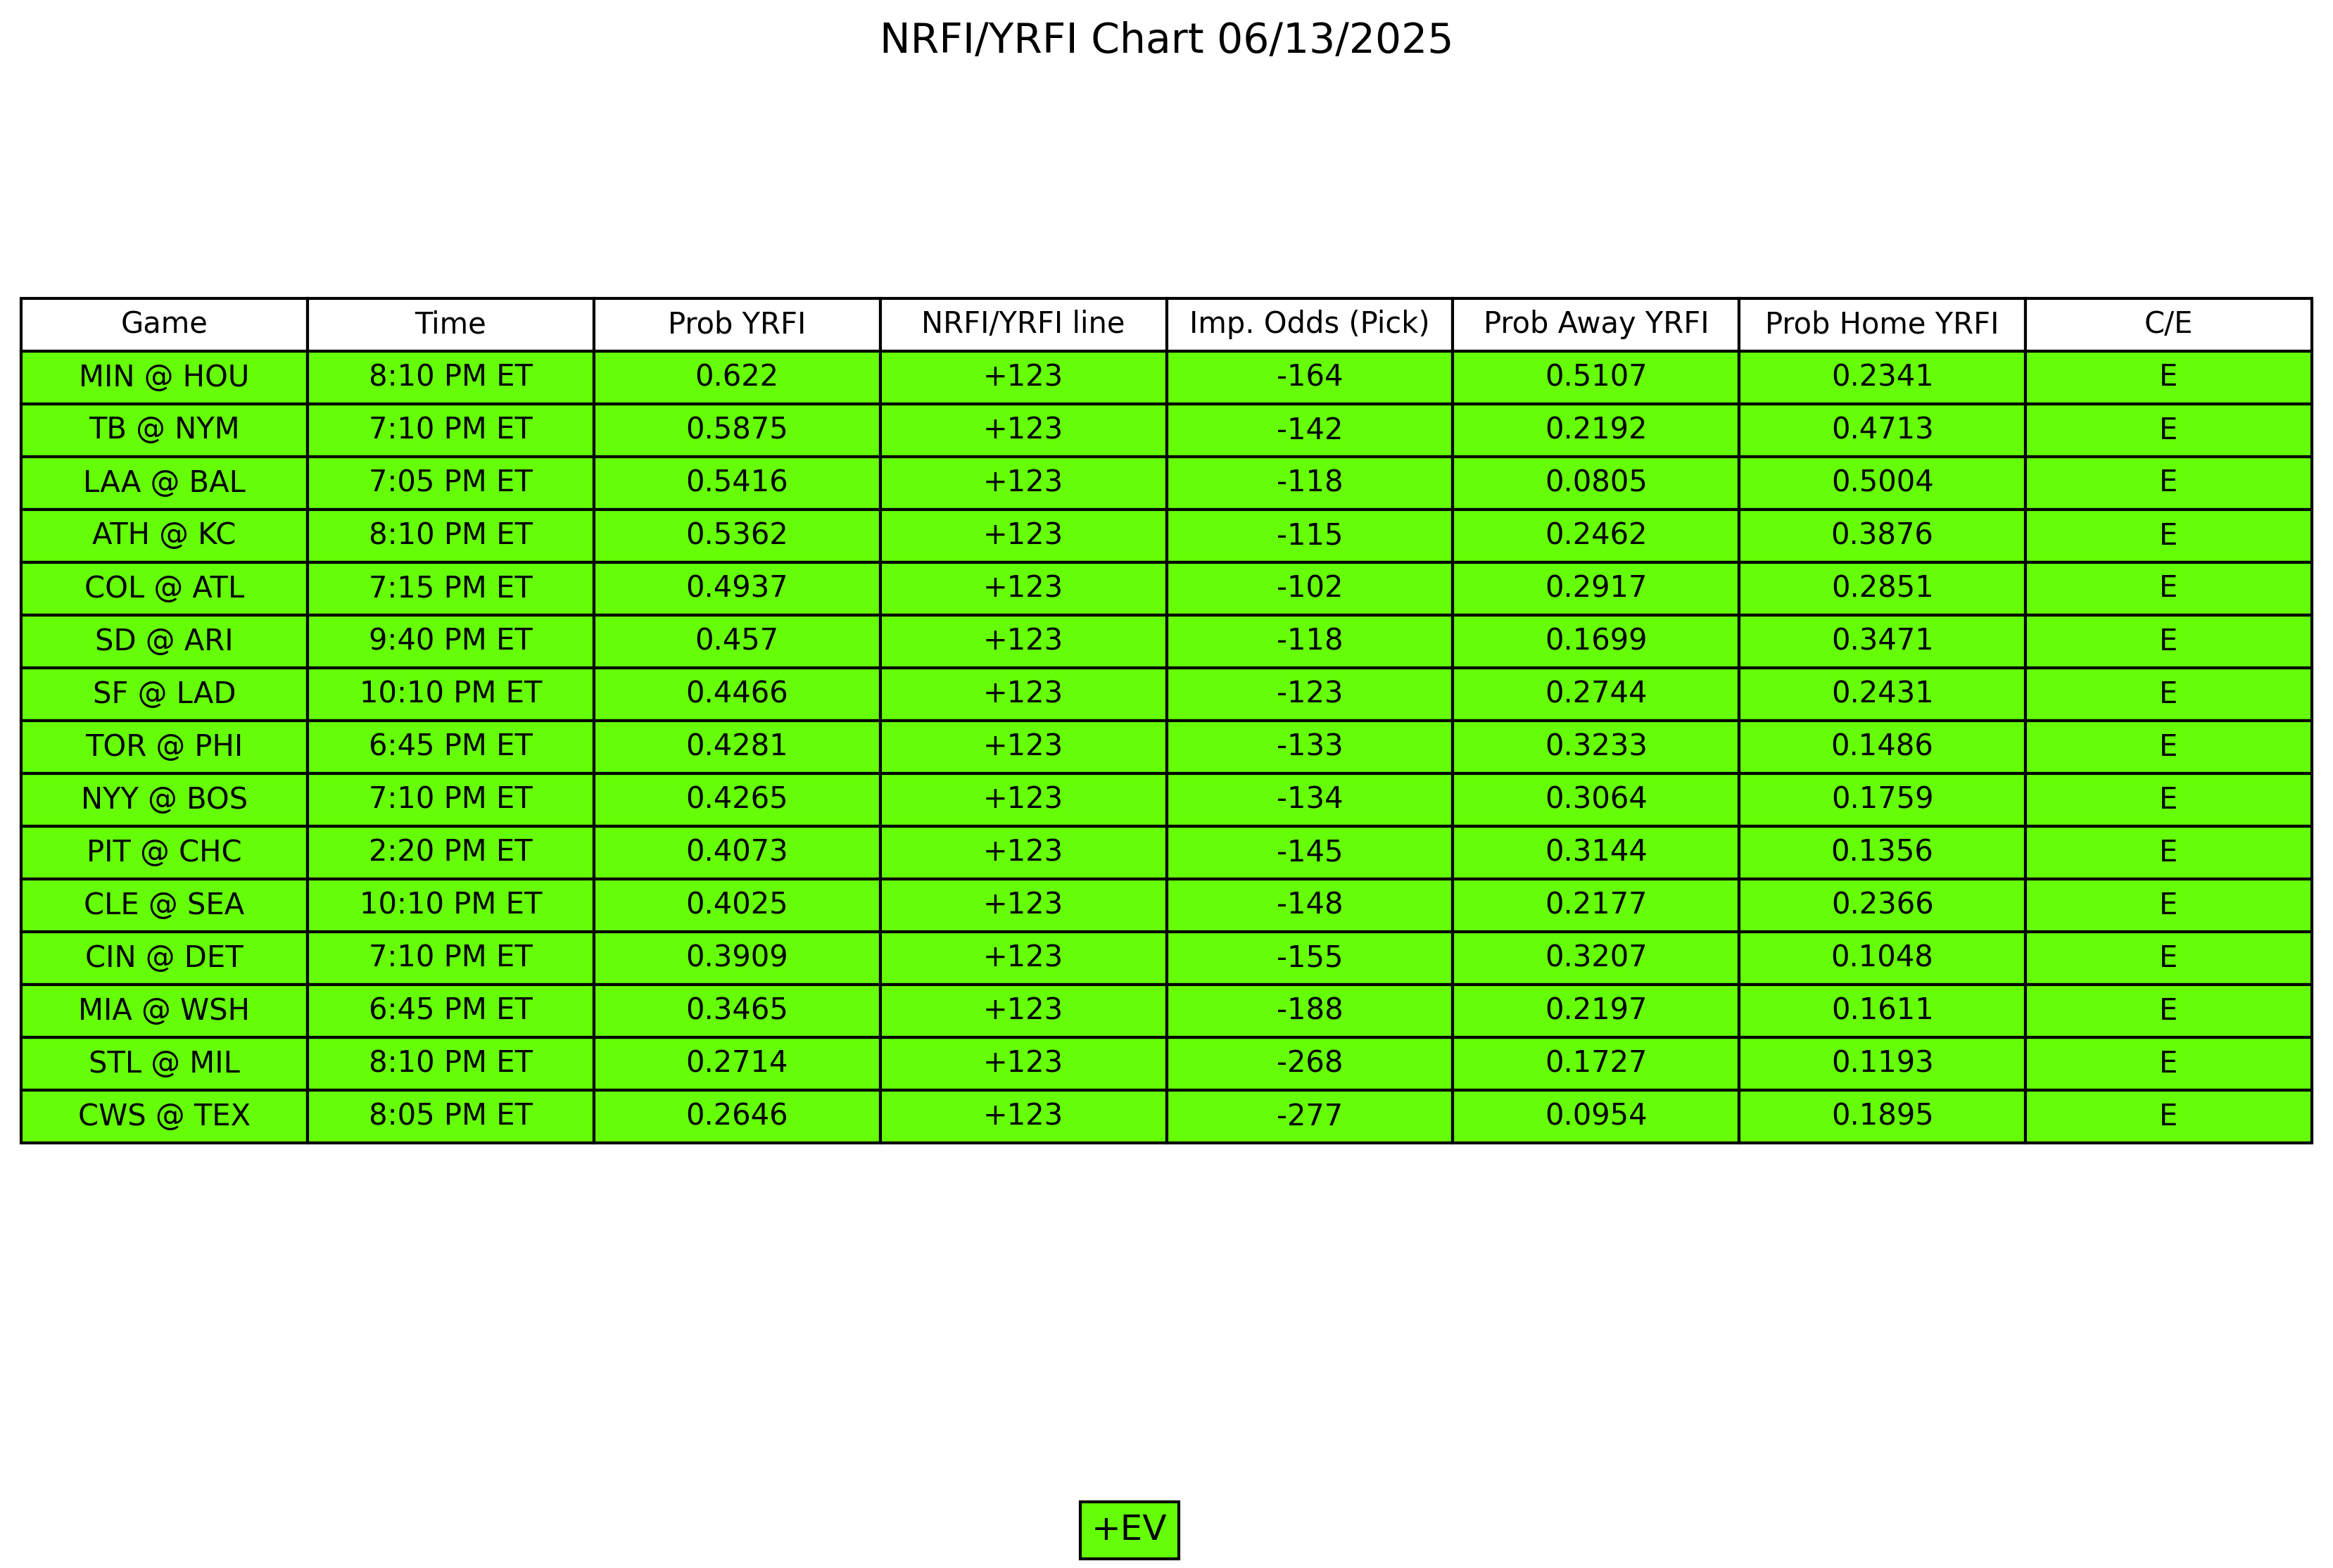 NRFI/YRFI Chart 06/13/2025
Game Time Prob YRFI NRFI/YRFI line Imp. Odds (Pick) Prob Away YRFI Prob Home YRFI C/E
MIN @ HOU 8:10 PM ET 0.622 +123 -164 0.5107 0.2341 E
TB @ NYM 7:10 PM ET 0.5875 +123 -142 0.2192 0.4713 E
LAA @ BAL 7:05 PM ET 0.5416 +123 -118 0.0805 0.5004 E
ATH @ KC 8:10 PM ET 0.5362 +123 -115 0.2462 0.3876 E
COL @ ATL 7:15 PM ET 0.4937 +123 -102 0.2917 0.2851 E
SD @ ARI 9:40 PM ET 0.457 +123 -118 0.1699 0.3471 E
SF @ LAD 10:10 PM ET 0.4466 +123 -123 0.2744 0.2431 E
TOR @ PHI 6:45 PM ET 0.4281 +123 -133 0.3233 0.1486 E
NYY @ BOS 7:10 PM ET 0.4265 +123 -134 0.3064 0.1759 E
PIT @ CHC 2:20 PM ET 0.4073 +123 -145 0.3144 0.1356 E
CLE @ SEA 10:10 PM ET 0.4025 +123 -148 0.2177 0.2366 E
CIN @ DET 7:10 PM ET 0.3909 +123 -155 0.3207 0.1048 E
MIA @ WSH 6:45 PM ET 0.3465 +123 -188 0.2197 0.1611 E
STL @ MIL 8:10 PM ET 0.2714 +123 -268 0.1727 0.1193 E
CWS @ TEX 8:05 PM ET 0.2646 +123 -277 0.0954 0.1895 E
+EV